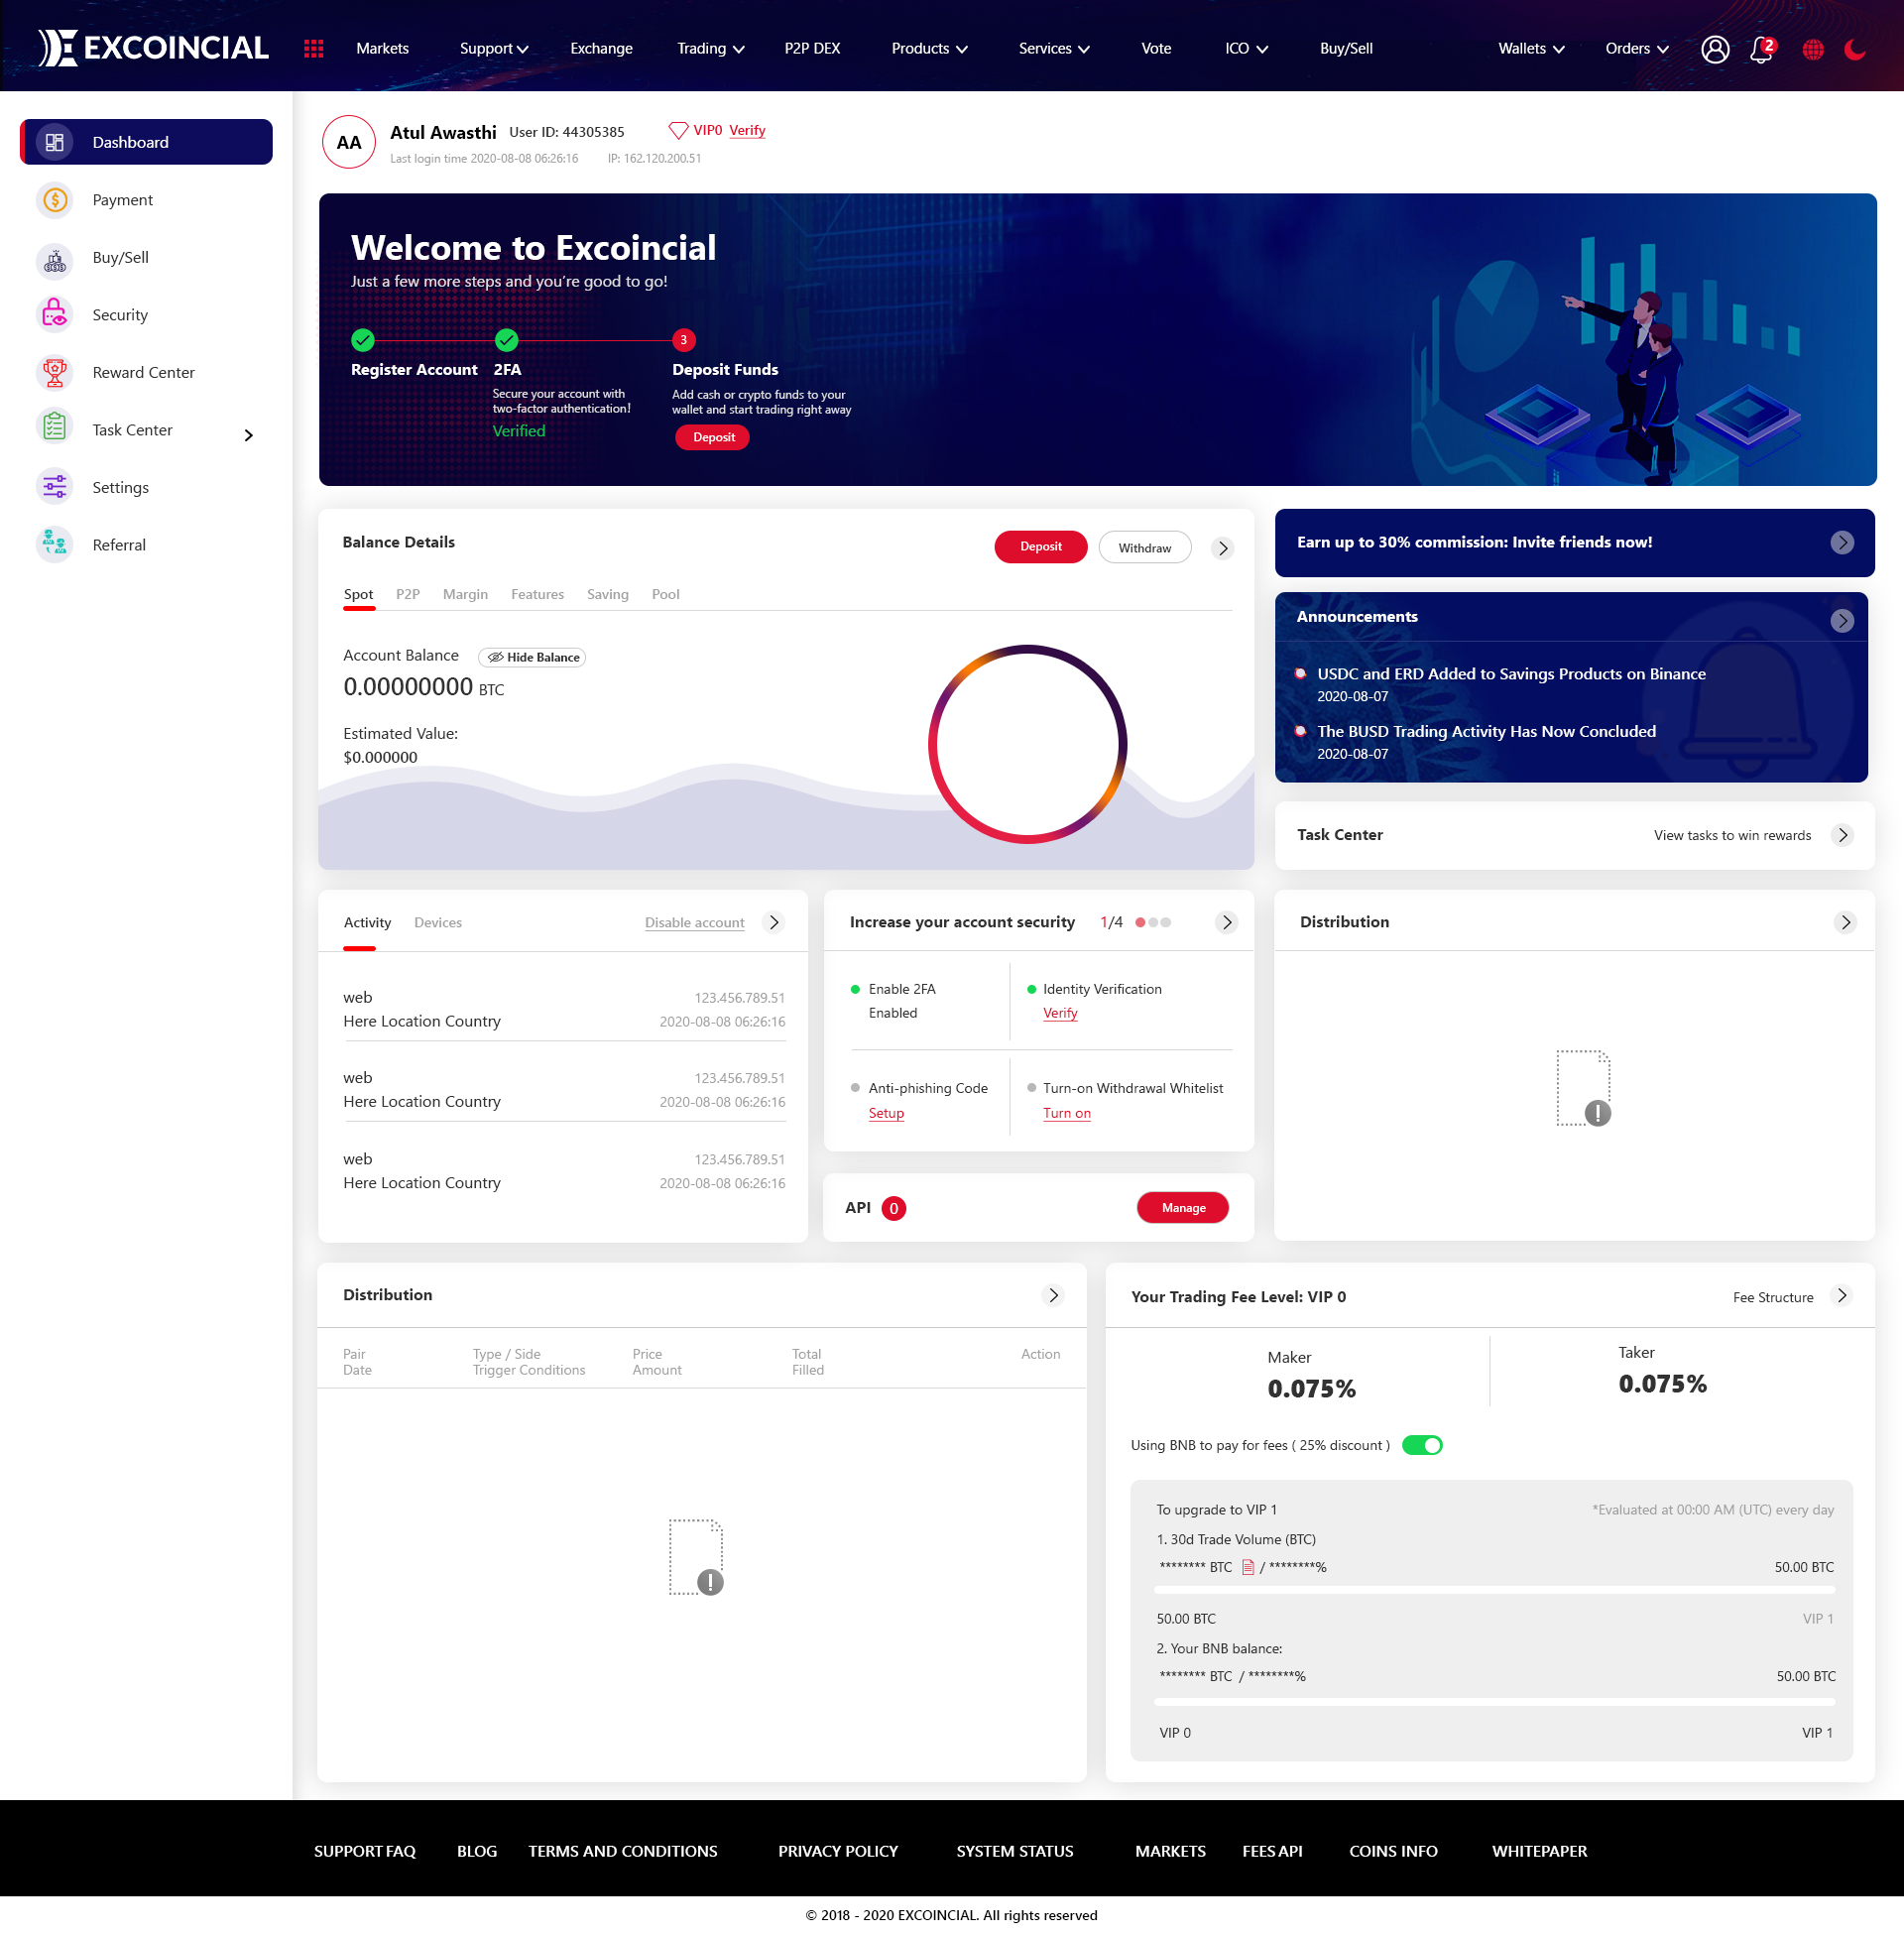 EXCOINCIAL
Markets Support Exchange Trading P2P DEX Products Services Vote ICO Buy/Sell Wallets Orders 2
Dashboard
Payment
Buy/Sell
Security
Reward Center
Task Center
Settings
Referral
AA Atul Awasthi User ID: 44305385 VIP0 Verify
Last login time 2020-08-08 06:26:16 IP: 162.120.200.51
Welcome to Excoincial
Just a few more steps and you're good to go!
3
Register Account 2FA Deposit Funds
Secure your account with
two-factor authentication!
Verified
Add cash or crypto funds to your
wallet and start trading right away
Deposit
Balance Details Deposit Withdraw
Spot P2P Margin Features Saving Pool
Account Balance Hide Balance
0.00000000 BTC
Estimated Value:
$0.000000
Earn up to 30% commission: Invite friends now!
Announcements
USDC and ERD Added to Savings Products on Binance
2020-08-07
The BUSD Trading Activity Has Now Concluded
2020-08-07
Task Center View tasks to win rewards
Activity Devices Disable account
web 123.456.789.51
Here Location Country 2020-08-08 06:26:16
web 123.456.789.51
Here Location Country 2020-08-08 06:26:16
web 123.456.789.51
Here Location Country 2020-08-08 06:26:16
Increase your account security 1/4
Enable 2FA
Enabled
Identity Verification
Verify
Anti-phishing Code
Setup
Turn-on Withdrawal Whitelist
Turn on
API 0 Manage
Distribution
!
Distribution
Pair Type / Side Price Total Action
Date Trigger Conditions Amount Filled
!
Your Trading Fee Level: VIP 0 Fee Structure
Maker
0.075%
Taker
0.075%
Using BNB to pay for fees ( 25% discount )
To upgrade to VIP 1 *Evaluated at 00:00 AM (UTC) every day
1. 30d Trade Volume (BTC)
******** BTC / ********% 50.00 BTC
50.00 BTC VIP 1
2. Your BNB balance:
******** BTC / ********% 50.00 BTC
VIP 0 VIP 1
SUPPORT FAQ BLOG TERMS AND CONDITIONS PRIVACY POLICY SYSTEM STATUS MARKETS FEES API COINS INFO WHITEPAPER
© 2018 - 2020 EXCOINCIAL. All rights reserved